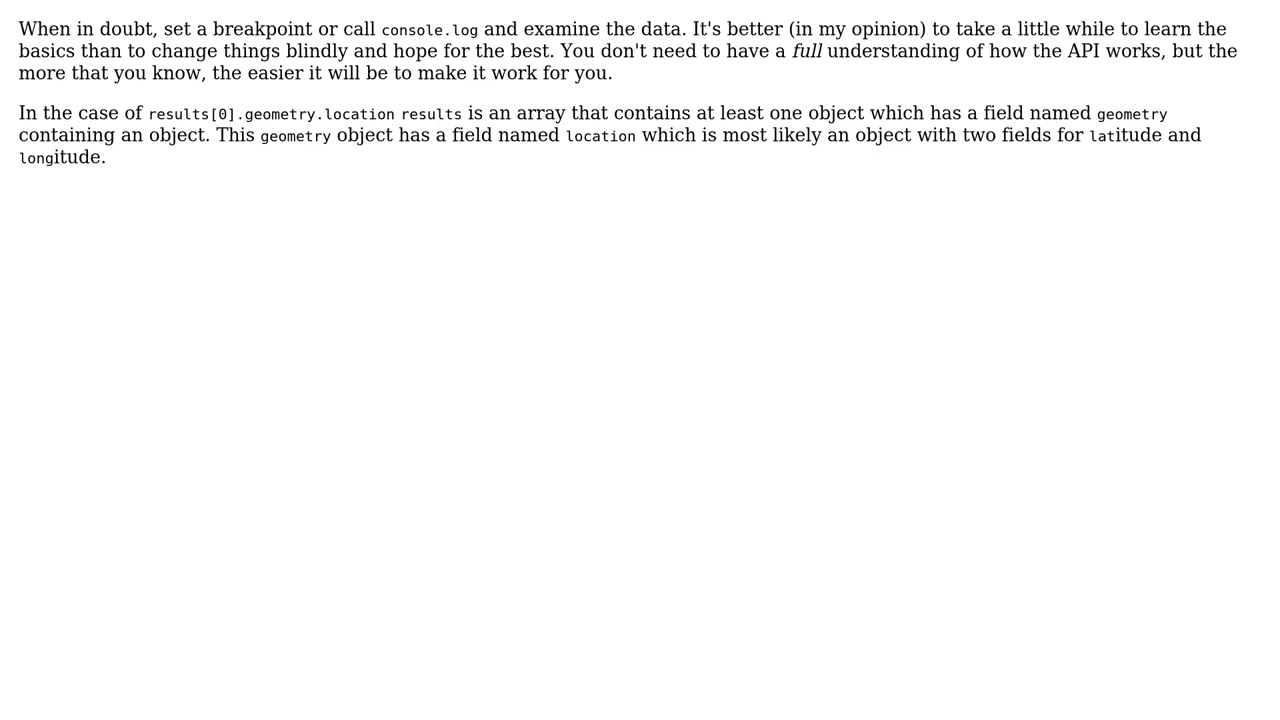 When in doubt, set a breakpoint or call console.log and examine the data. It's better (in my opinion) to take a little while to learn the
basics than to change things blindly and hope for the best. You don't need to have a full understanding of how the API works, but the
more that you know, the easier it will be to make it work for you.
In the case of results[0].geometry.location results is an array that contains at least one object which has a field named geometry
containing an object. This geometry object has a field named location which is most likely an object with two fields for latitude and
longitude.